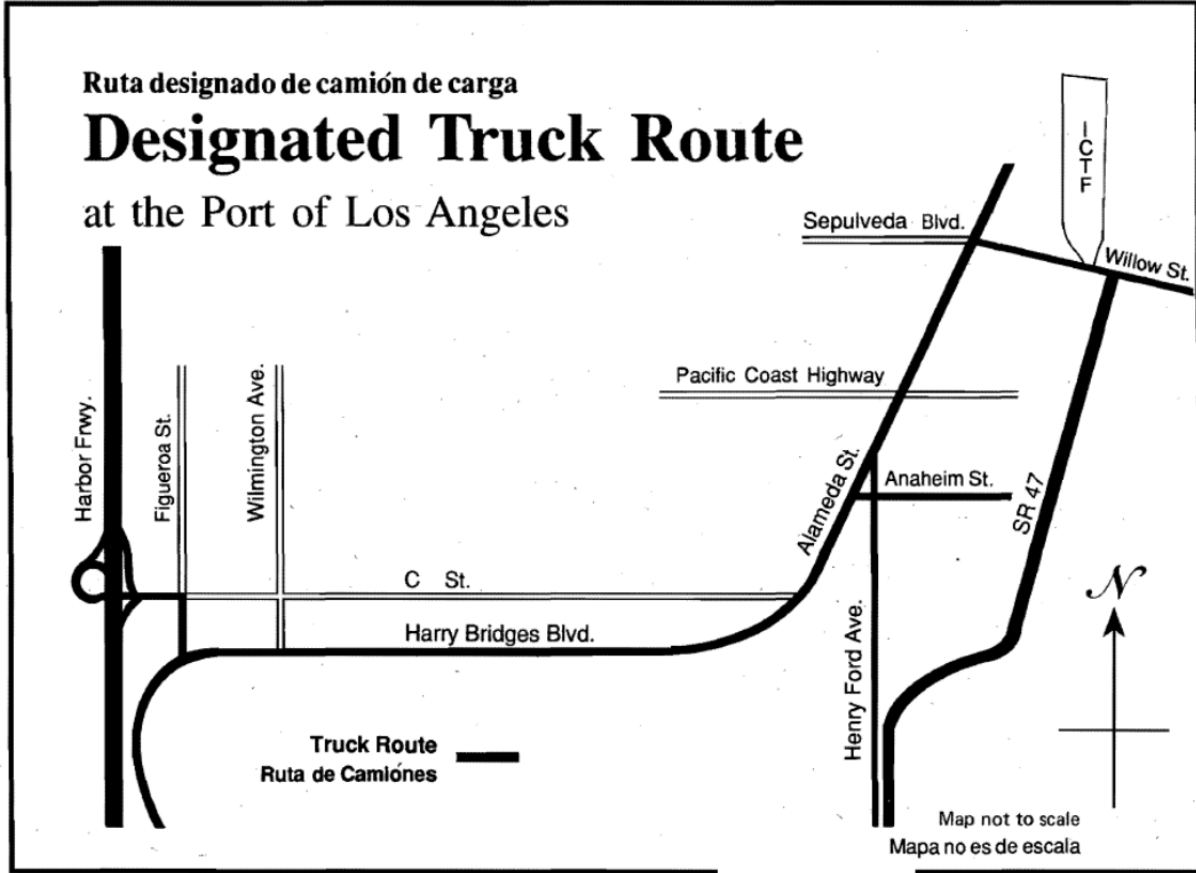 Ruta designado de camión de carga
Designated Truck Route
at the Port of Los Angeles
ICTF
Sepulveda Blvd.
Willow St.
Pacific Coast Highway
Harbor Frwy.
Figueroa St.
Wilmington Ave.
Alameda St.
Anaheim St.
SR 47
C St.
Harry Bridges Blvd.
Henry Ford Ave.
N
Truck Route
Ruta de Camiónes
Map not to scale
Mapa no es de escala